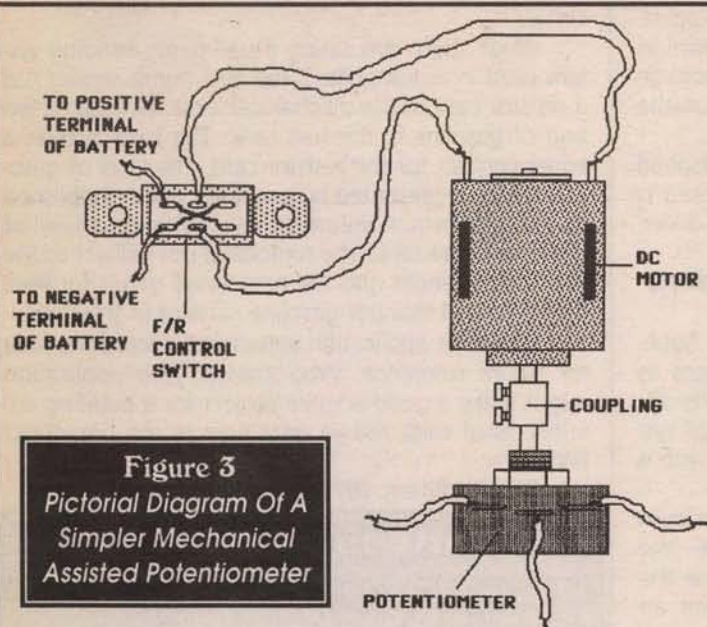 TO POSITIVE
TERMINAL
OF BATTERY
TO NEGATIVE
TERMINAL
OF BATTERY
F/R
CONTROL
SWITCH
DC
MOTOR
COUPLING
POTENTIOMETER
Figure 3
Pictorial Diagram Of A
Simpler Mechanical
Assisted Potentiometer